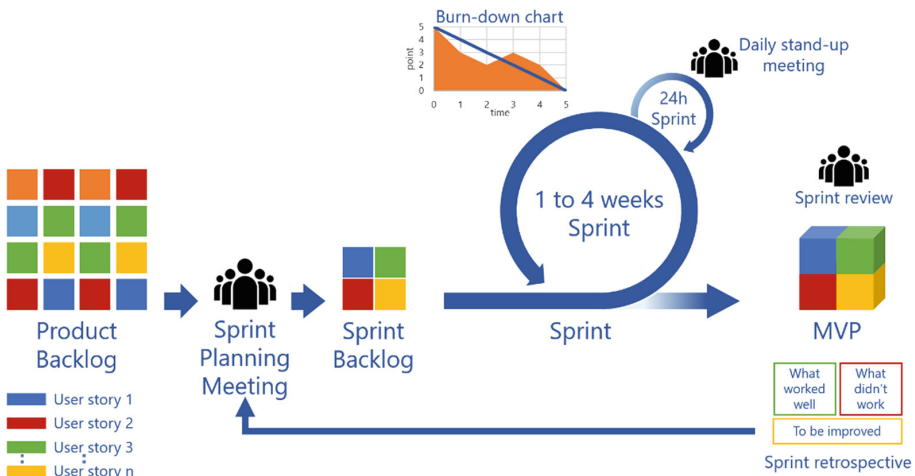 Burn-down chart
5
4
3
2
1
0
point
0 1 2 3 4 5
time
Daily stand-up
meeting
24h
Sprint
1 to 4 weeks
Sprint
Sprint review
Product
Backlog
Sprint
Planning
Meeting
Sprint
Backlog
Sprint
MVP
User story 1
User story 2
User story 3
User story n
What
worked
well
What
didn't
work
To be improved
Sprint retrospective